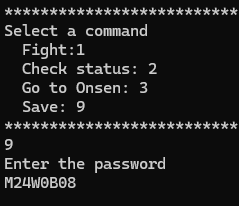 **************************
Select a command
  Fight:1
  Check status: 2
  Go to Onsen: 3
  Save: 9
**************************
9
Enter the password
M24W0B08